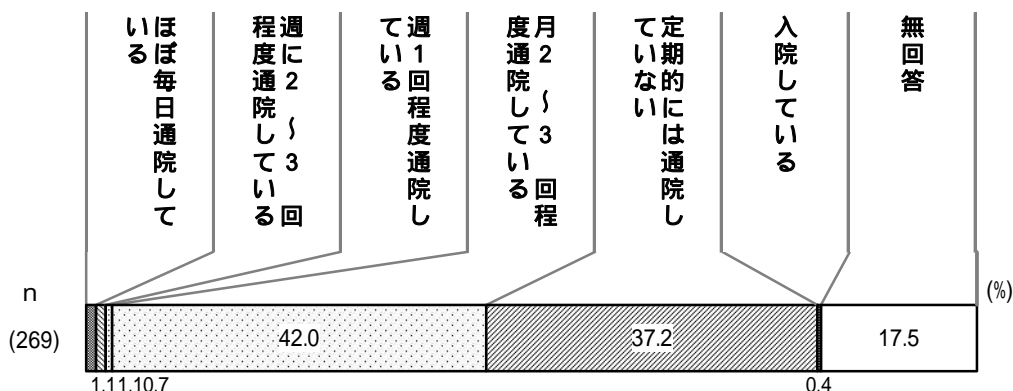 ほぼ毎日通院して
いる
週に2～3回
程度通院している
週1回程度通院し
ている
月2～3回程
度通院している
定期的には通院し
ていない
入院している
無回答
n
(%)
(269)
42.0
37.2
17.5
1.11.10.7
0.4